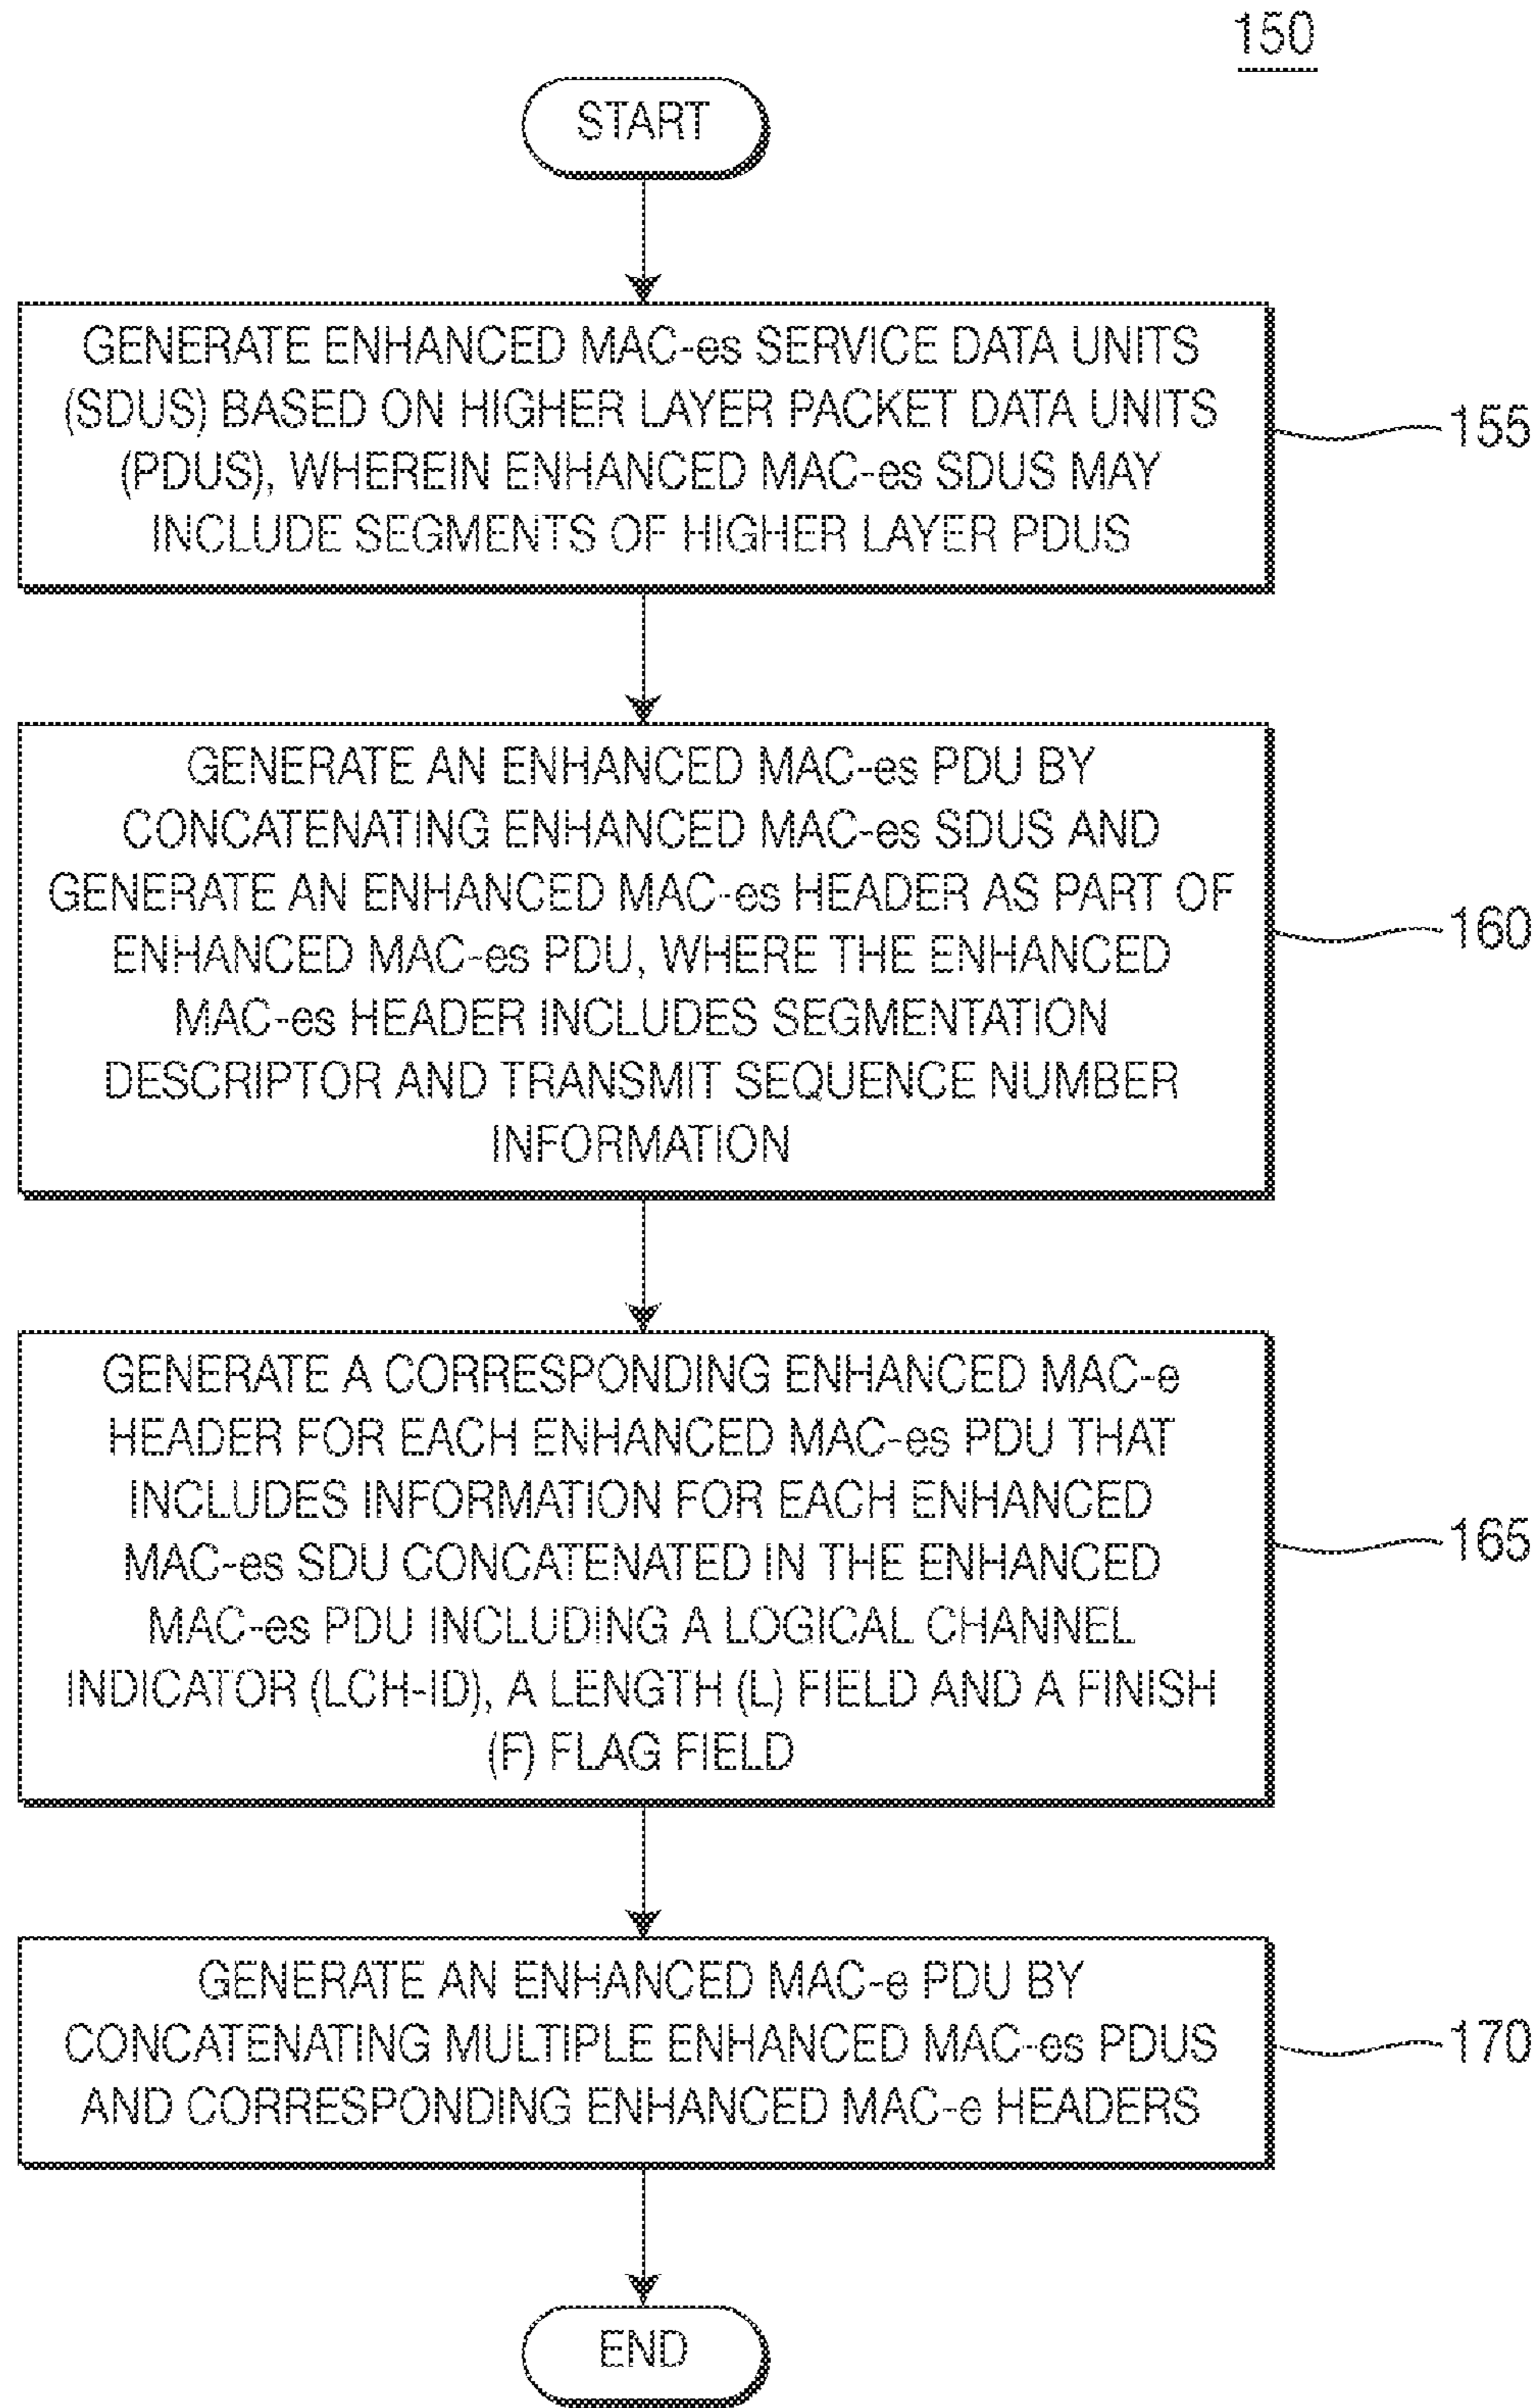 150
START
GENERATE ENHANCED MAC-es SERVICE DATA UNITS
(SDUS) BASED ON HIGHER LAYER PACKET DATA UNITS
(PDUS), WHEREIN ENHANCED MAC-es SDUS MAY
INCLUDE SEGMENTS OF HIGHER LAYER PDUS
155
GENERATE AN ENHANCED MAC-es PDU BY
CONCATENATING ENHANCED MAC-es SDUS AND
GENERATE AN ENHANCED MAC-es HEADER AS PART OF
ENHANCED MAC-es PDU, WHERE THE ENHANCED
MAC-es HEADER INCLUDES SEGMENTATION
DESCRIPTOR AND TRANSMIT SEQUENCE NUMBER
INFORMATION
160
GENERATE A CORRESPONDING ENHANCED MAC-e
HEADER FOR EACH ENHANCED MAC-es PDU THAT
INCLUDES INFORMATION FOR EACH ENHANCED
MAC-es SDU CONCATENATED IN THE ENHANCED
MAC-es PDU INCLUDING A LOGICAL CHANNEL
INDICATOR (LCH-ID), A LENGTH (L) FIELD AND A FINISH
(F) FLAG FIELD
165
GENERATE AN ENHANCED MAC-e PDU BY
CONCATENATING MULTIPLE ENHANCED MAC-es PDUS
AND CORRESPONDING ENHANCED MAC-e HEADERS
170
END